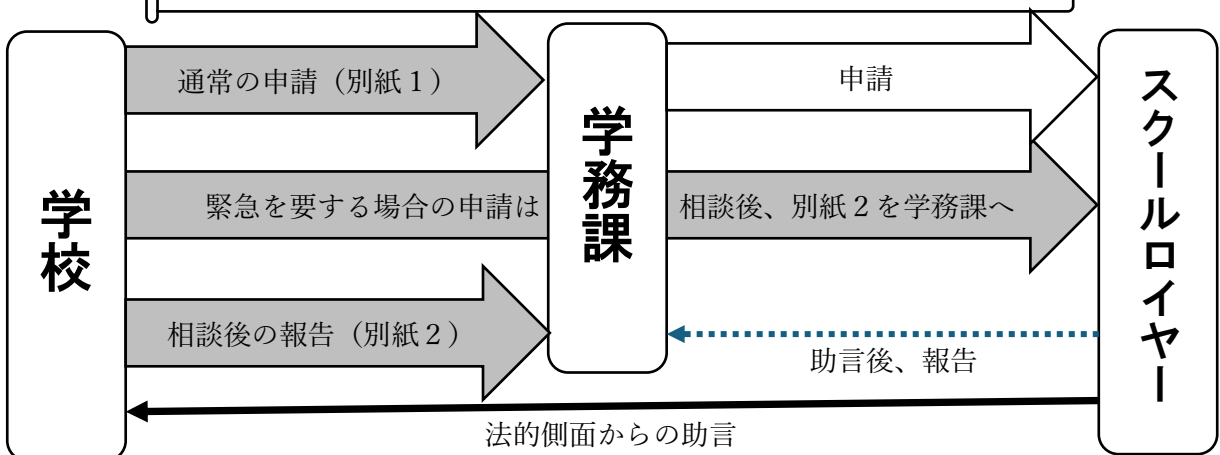 学校
通常の申請（別紙１）
緊急を要する場合の申請は
相談後の報告（別紙２）
学務課
申請
相談後、別紙２を学務課へ
助言後、報告
法的側面からの助言
スクールロイヤー